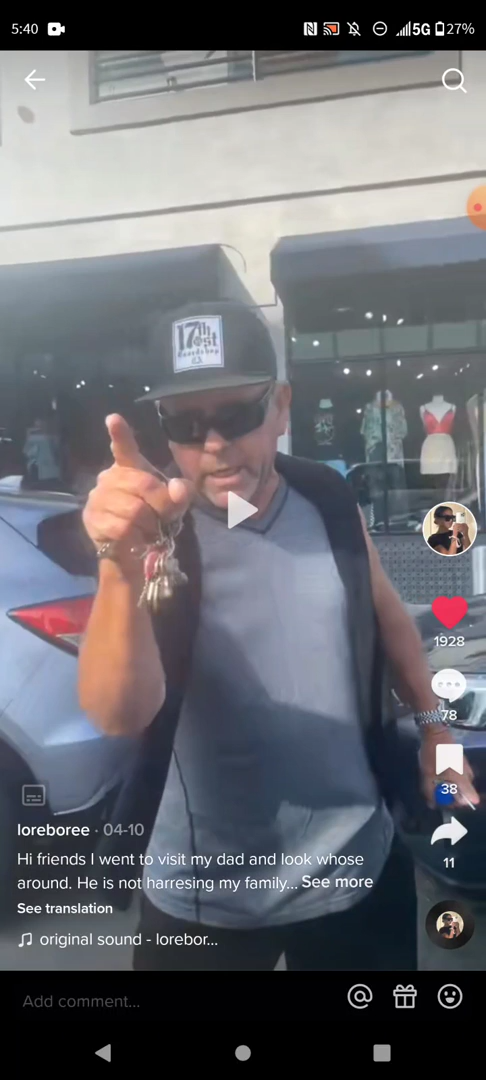 5:40
5G 27%
17th
st
Boardshop
loreboree · 04-10
Hi friends I went to visit my dad and look whose
around. He is not harresing my family... See more
See translation
original sound - lorebor...
1928
78
38
11
Add comment...